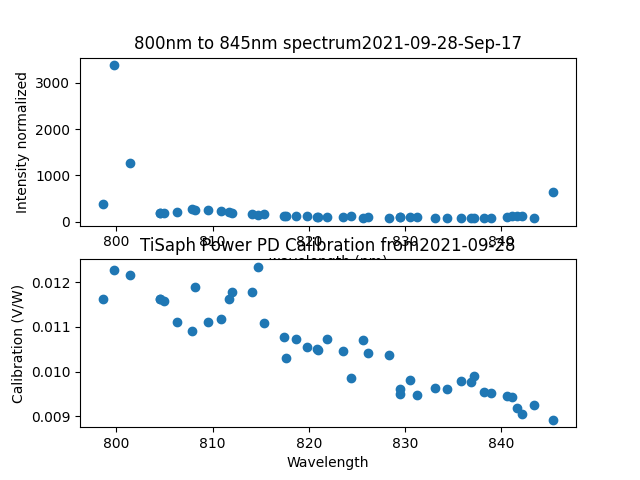 800nm to 845nm spectrum2021-09-28-Sep-17
3000
2000
1000
0
Intensity normalized
800 810 820 830 840
wavelength (nm)
TiSaph Power PD Calibration from2021-09-28
0.012
0.011
0.010
0.009
Calibration (V/W)
800 810 820 830 840
Wavelength